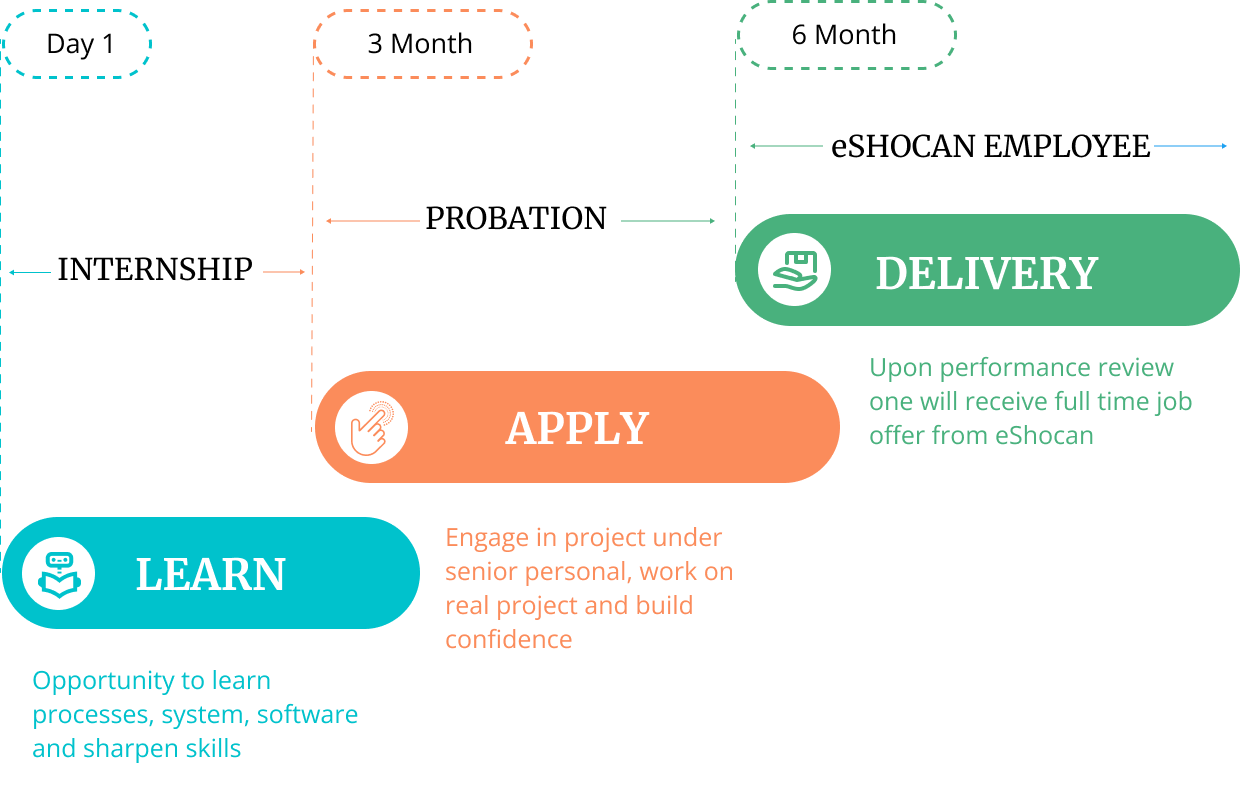 Day 1
3 Month
6 Month
eSHOCAN EMPLOYEE
PROBATION
INTERNSHIP
DELIVERY
Upon performance review
one will receive full time job
offer from eShocan
APPLY
Engage in project under
senior personal, work on
real project and build
confidence
LEARN
Opportunity to learn
processes, system, software
and sharpen skills